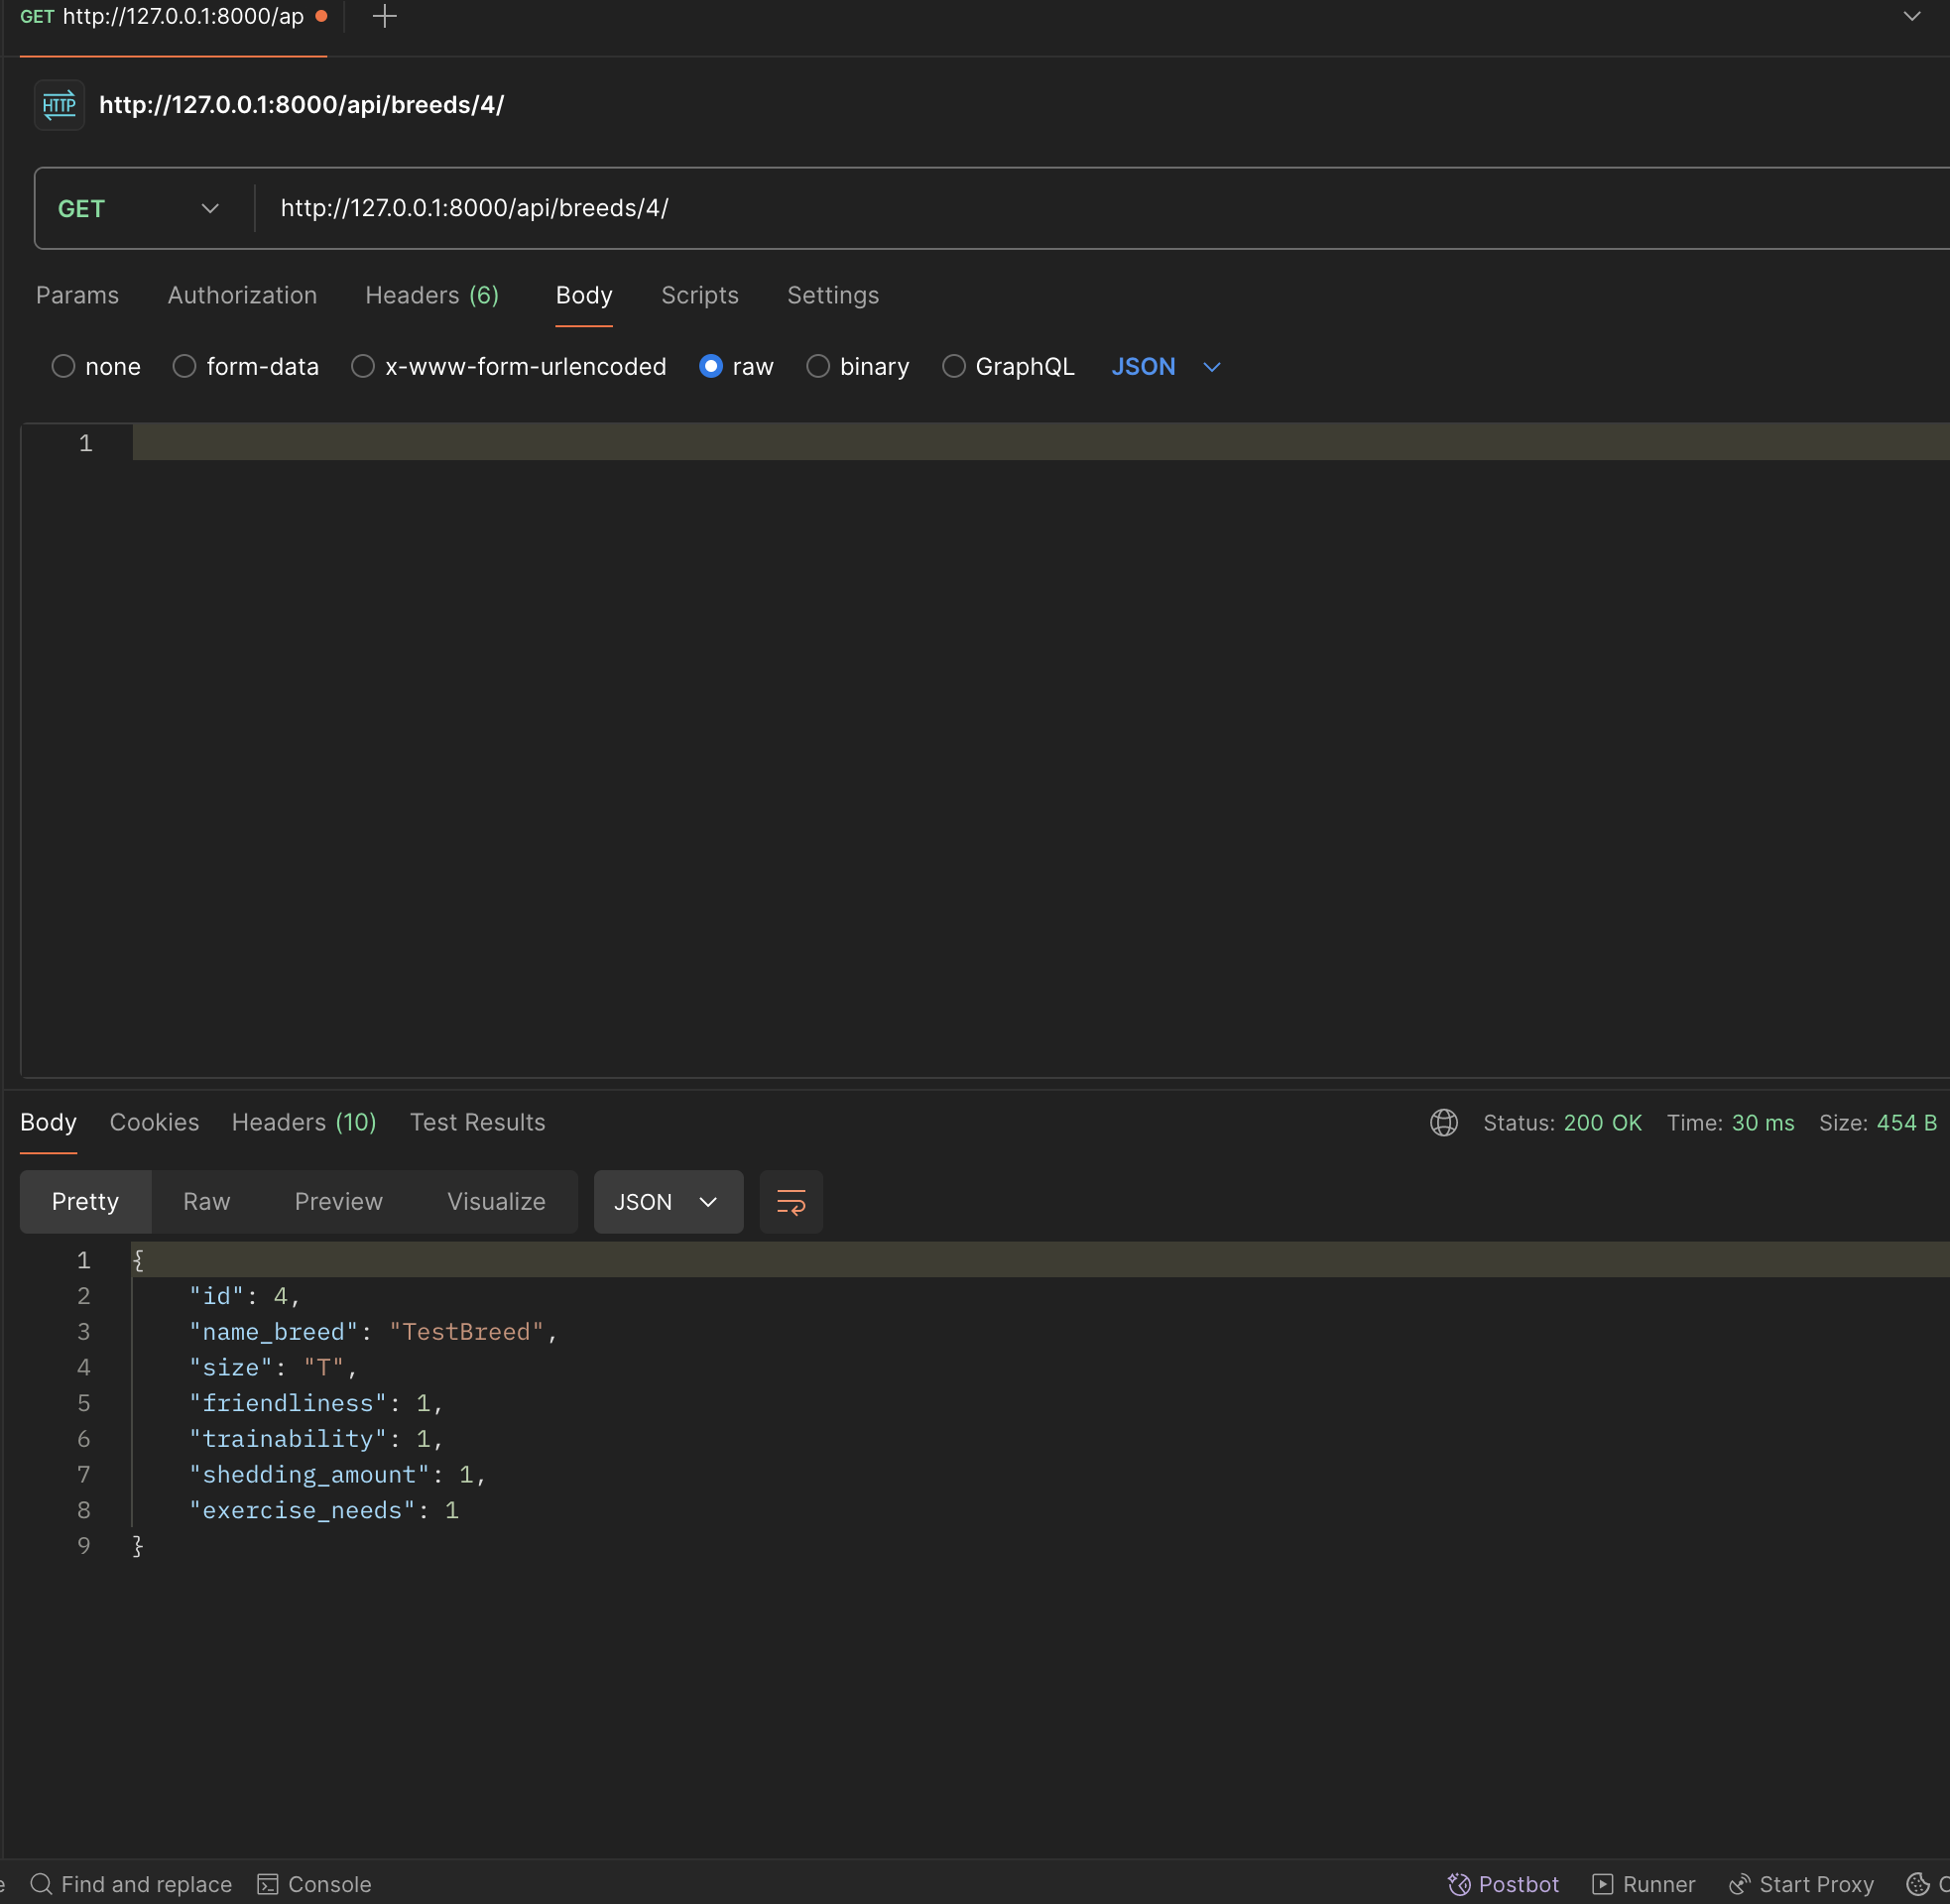 GET http://127.0.0.1:8000/ap
HTTP http://127.0.0.1:8000/api/breeds/4/
GET http://127.0.0.1:8000/api/breeds/4/
Params Authorization Headers (6) Body Scripts Settings
none form-data x-www-form-urlencoded raw binary GraphQL JSON
1
Body Cookies Headers (10) Test Results Status: 200 OK Time: 30 ms Size: 454 B
Pretty Raw Preview Visualize JSON
1 {
2 "id": 4,
3 "name_breed": "TestBreed",
4 "size": "T",
5 "friendliness": 1,
6 "trainability": 1,
7 "shedding_amount": 1,
8 "exercise_needs": 1
9 }
Find and replace Console Postbot Runner Start Proxy